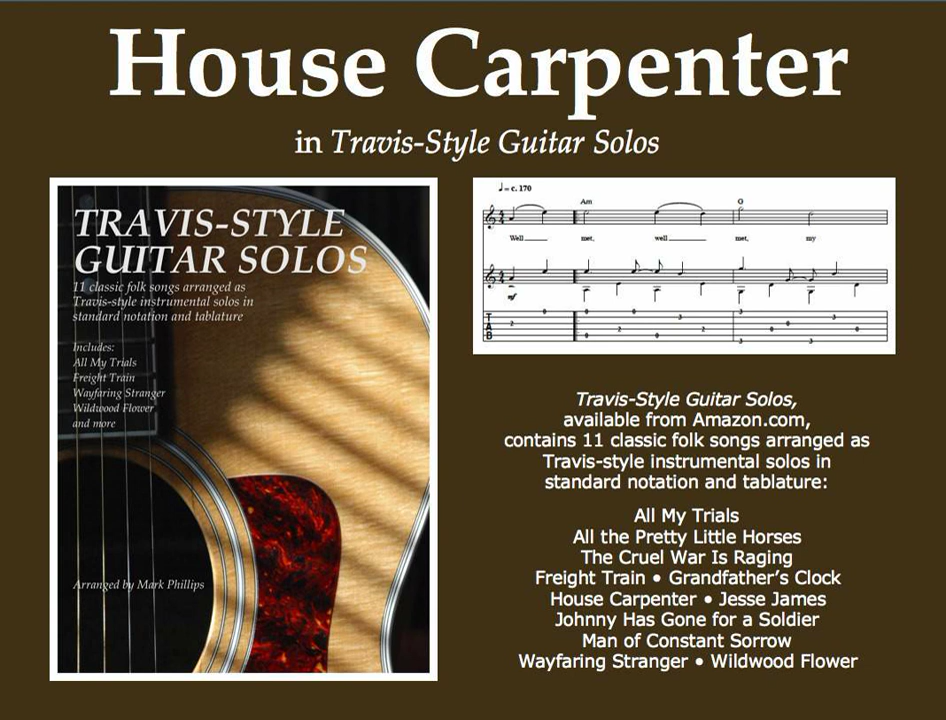 House Carpenter
in Travis-Style Guitar Solos
TRAVIS-STYLE
GUITAR SOLOS
11 classic folk songs arranged as
Travis-style instrumental solos in
standard notation and tablature
Includes:
All My Trials
Freight Train
Wayfaring Stranger
Wildwood Flower
and more
Arranged by Mark Phillips
♩= c. 170
Am G
Well met, well met, my
mf
T
A
B
Travis-Style Guitar Solos,
available from Amazon.com,
contains 11 classic folk songs arranged as
Travis-style instrumental solos in
standard notation and tablature:
All My Trials
All the Pretty Little Horses
The Cruel War Is Raging
Freight Train • Grandfather’s Clock
House Carpenter • Jesse James
Johnny Has Gone for a Soldier
Man of Constant Sorrow
Wayfaring Stranger • Wildwood Flower